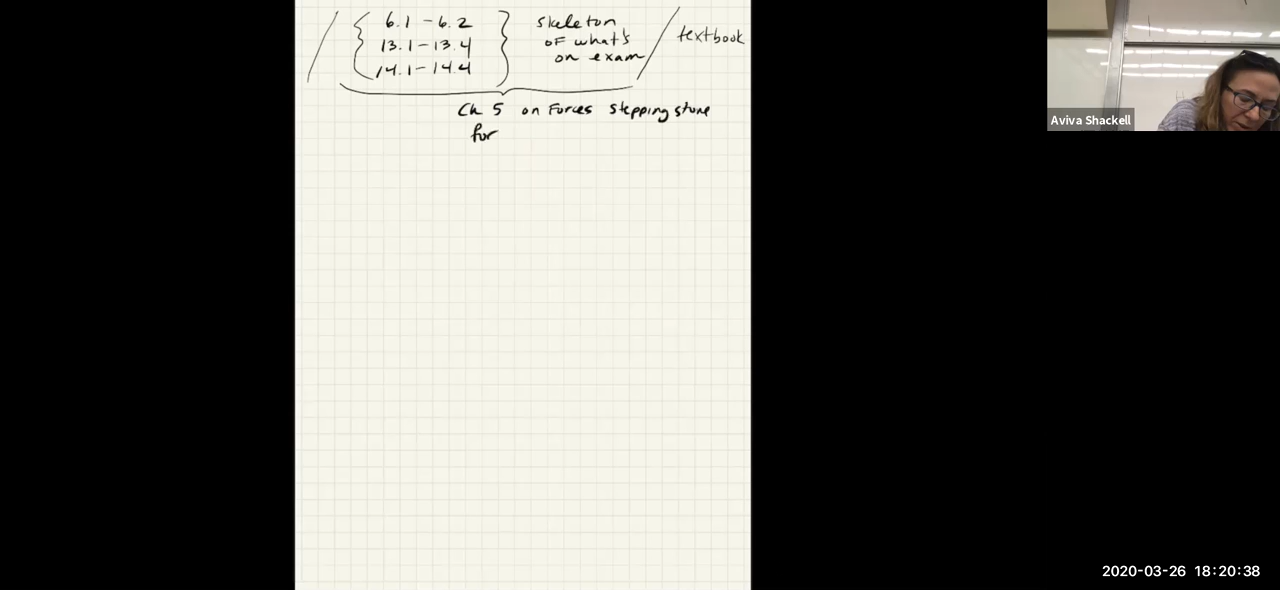 6.1 - 6.2
13.1 - 13.4
14.1 - 14.4
skeleton
of what's
on exam
textbook
Ch 5 on Forces stepping stone
for
Aviva Shackell
2020-03-26 18:20:38